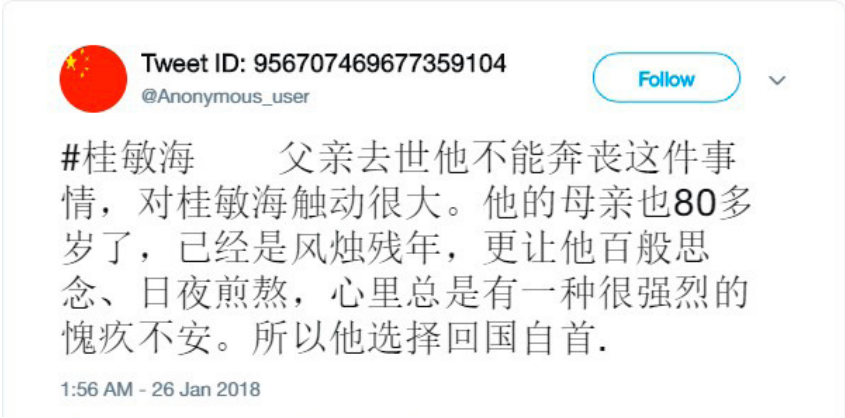 Tweet ID: 956707469677359104
@Anonymous_user
Follow
#桂敏海 父亲去世他不能奔丧这件事
情，对桂敏海触动很大。他的母亲也80多
岁了，已经是风烛残年，更让他百般思
念、日夜煎熬，心里总是有一种很强烈的
愧疚不安。所以他选择回国自首.
1:56 AM - 26 Jan 2018